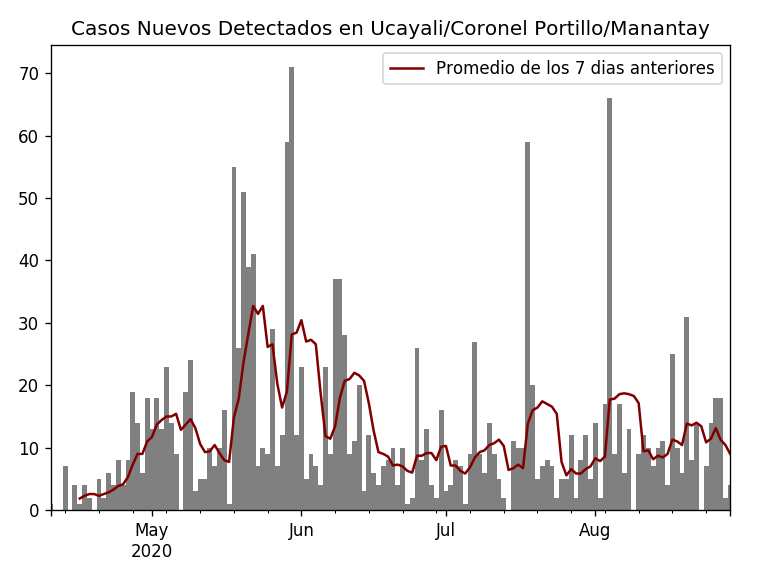 Casos Nuevos Detectados en Ucayali/Coronel Portillo/Manantay
Promedio de los 7 dias anteriores
70
60
50
40
30
20
10
0
May
2020
Jun
Jul
Aug